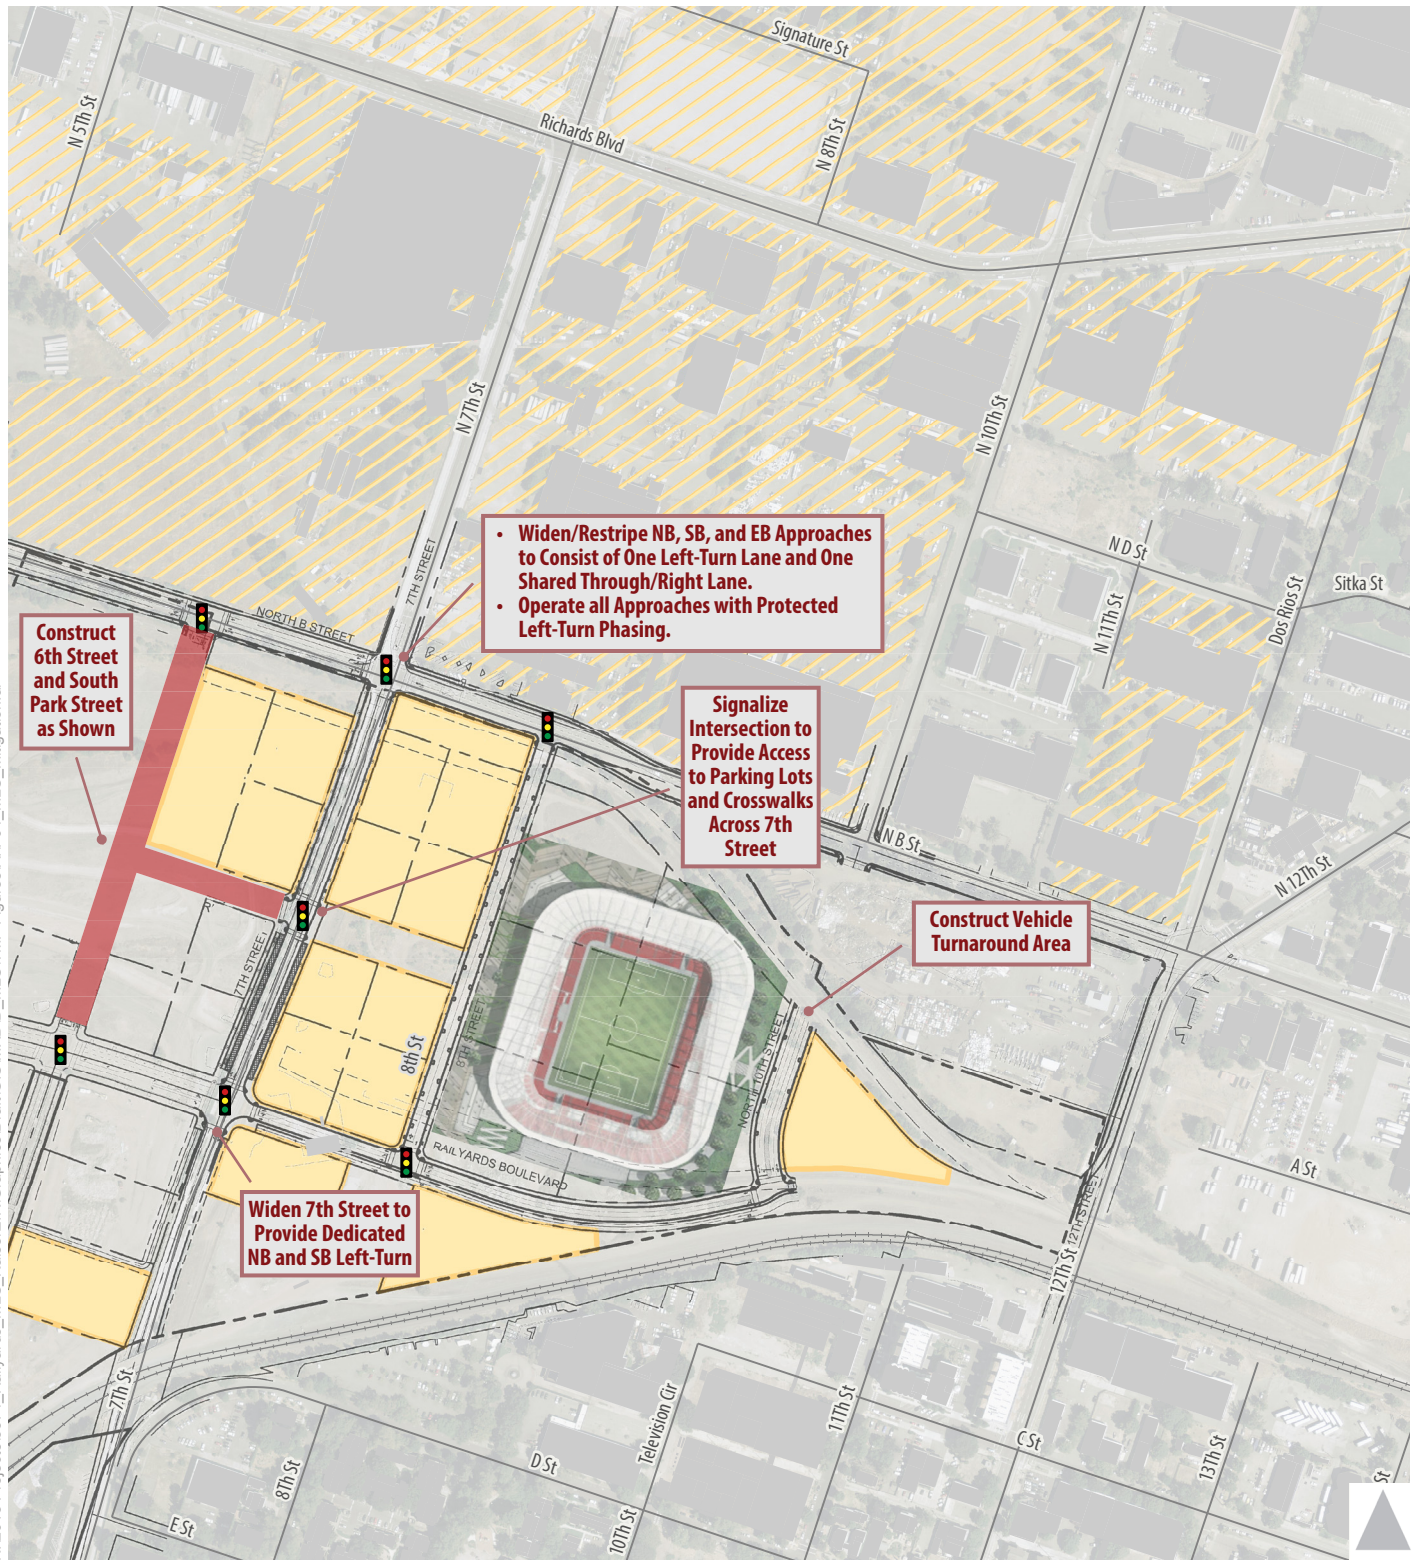 Signature St
N 5Th St
Richards Blvd
N 8Th St
N 7Th St
N 10Th St
7TH STREET
• Widen/Restripe NB, SB, and EB Approaches
to Consist of One Left-Turn Lane and One
Shared Through/Right Lane.
• Operate all Approaches with Protected
Left-Turn Phasing.
N D St
Sitka St
N 11Th St
Dos Rios St
NORTH B STREET
Construct
6th Street
and South
Park Street
as Shown
Signalize
Intersection to
Provide Access
to Parking Lots
and Crosswalks
Across 7th
Street
N B St
N 12Th St
Construct Vehicle
Turnaround Area
7TH STREET
8th St
8TH STREET
NORTH 10TH STREET
RAILYARDS BOULEVARD
A St
Widen 7th Street to
Provide Dedicated
NB and SB Left-Turn
12TH STREET
12Th St
7Th St
Television Cir
11Th St
C St
13Th St
D St
8Th St
10Th St
E St
St